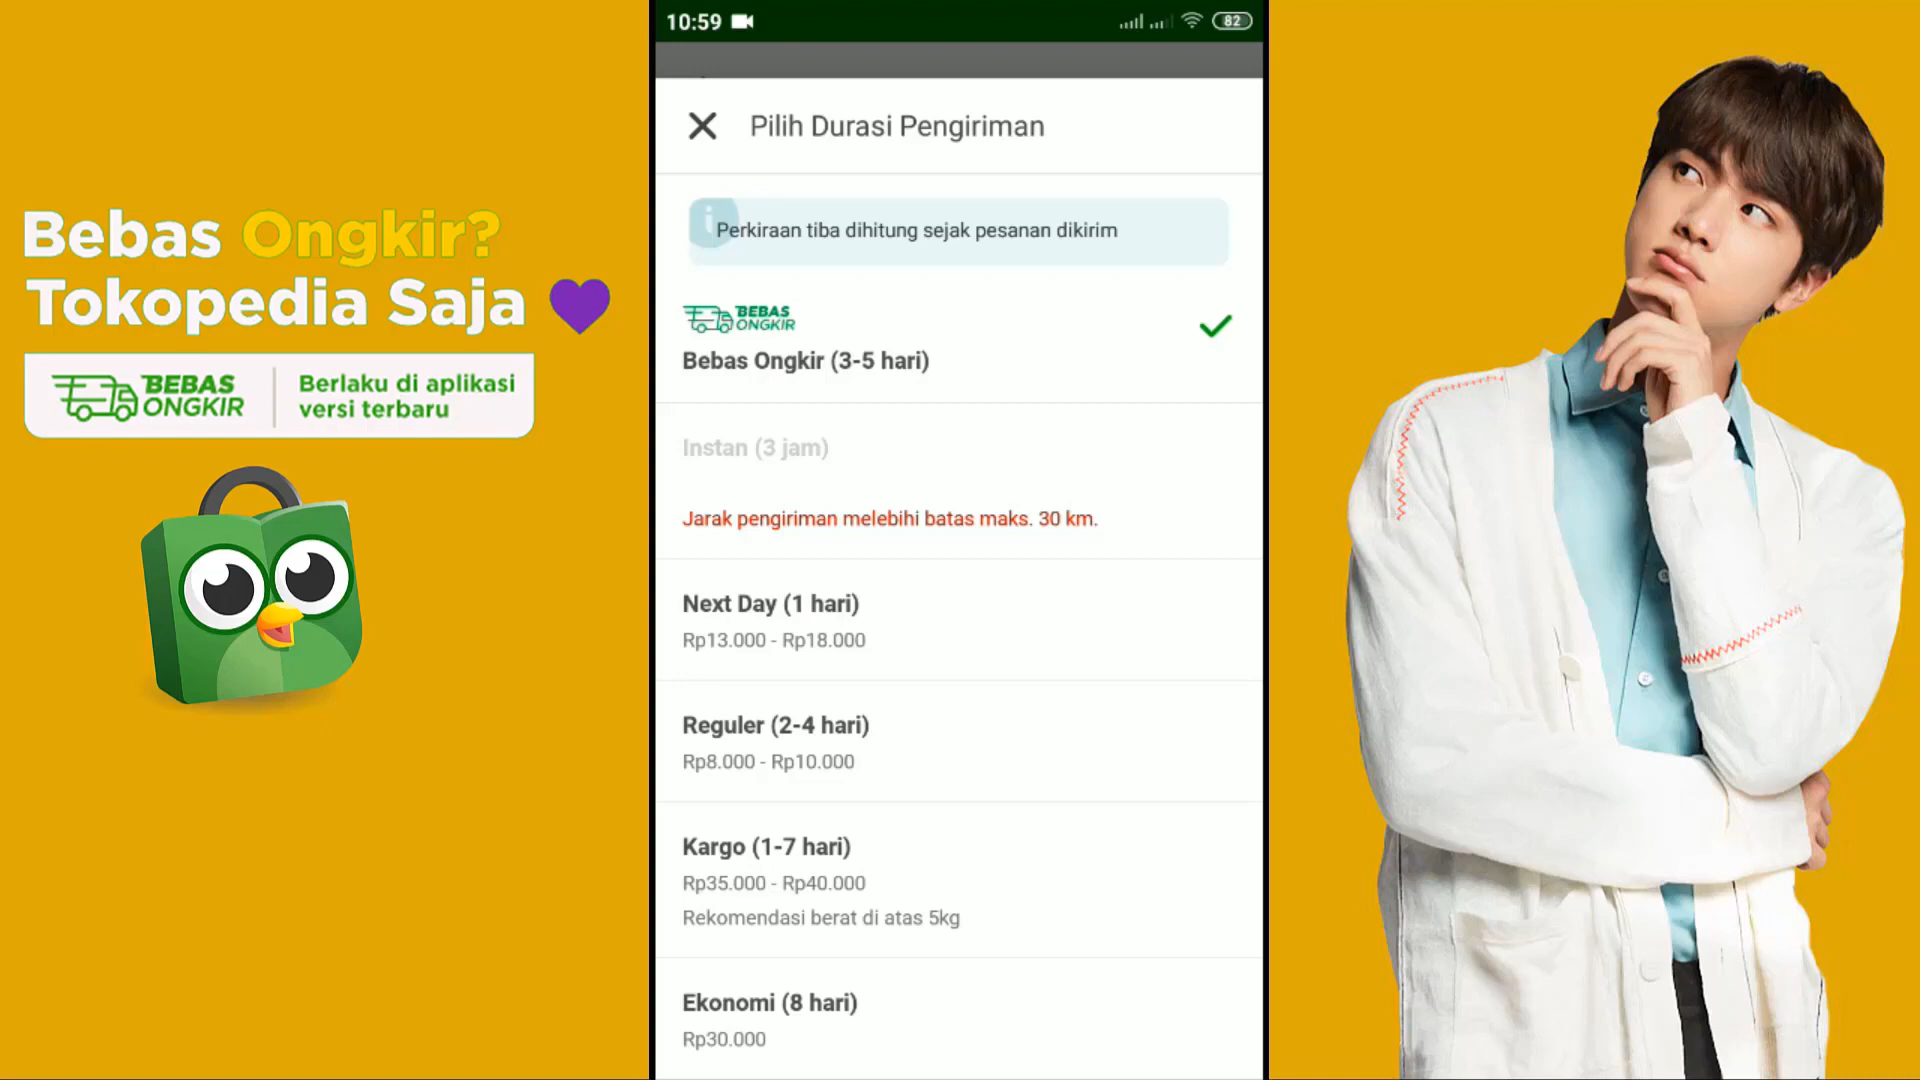 Bebas Ongkir?
Tokopedia Saja
BEBAS
ONGKIR
Berlaku di aplikasi
versi terbaru
10:59
82
Pilih Durasi Pengiriman
Perkiraan tiba dihitung sejak pesanan dikirim
BEBAS
ONGKIR
Bebas Ongkir (3-5 hari)
Instan (3 jam)
Jarak pengiriman melebihi batas maks. 30 km.
Next Day (1 hari)
Rp13.000 - Rp18.000
Reguler (2-4 hari)
Rp8.000 - Rp10.000
Kargo (1-7 hari)
Rp35.000 - Rp40.000
Rekomendasi berat di atas 5kg
Ekonomi (8 hari)
Rp30.000